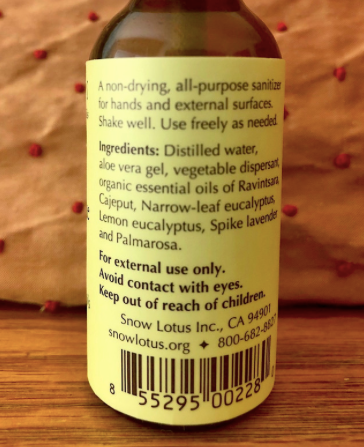 A non-drying, all-purpose sanitizer
for hands and external surfaces.
Shake well. Use freely as needed.
Ingredients: Distilled water,
aloe vera gel, vegetable dispersant,
organic essential oils of Ravintsara,
Cajeput, Narrow-leaf eucalyptus,
Lemon eucalyptus, Spike lavender
and Palmarosa.
For external use only.
Avoid contact with eyes.
Keep out of reach of children.
Snow Lotus Inc., CA 94901
snowlotus.org ✦ 800-682-8827
8 55295 00228